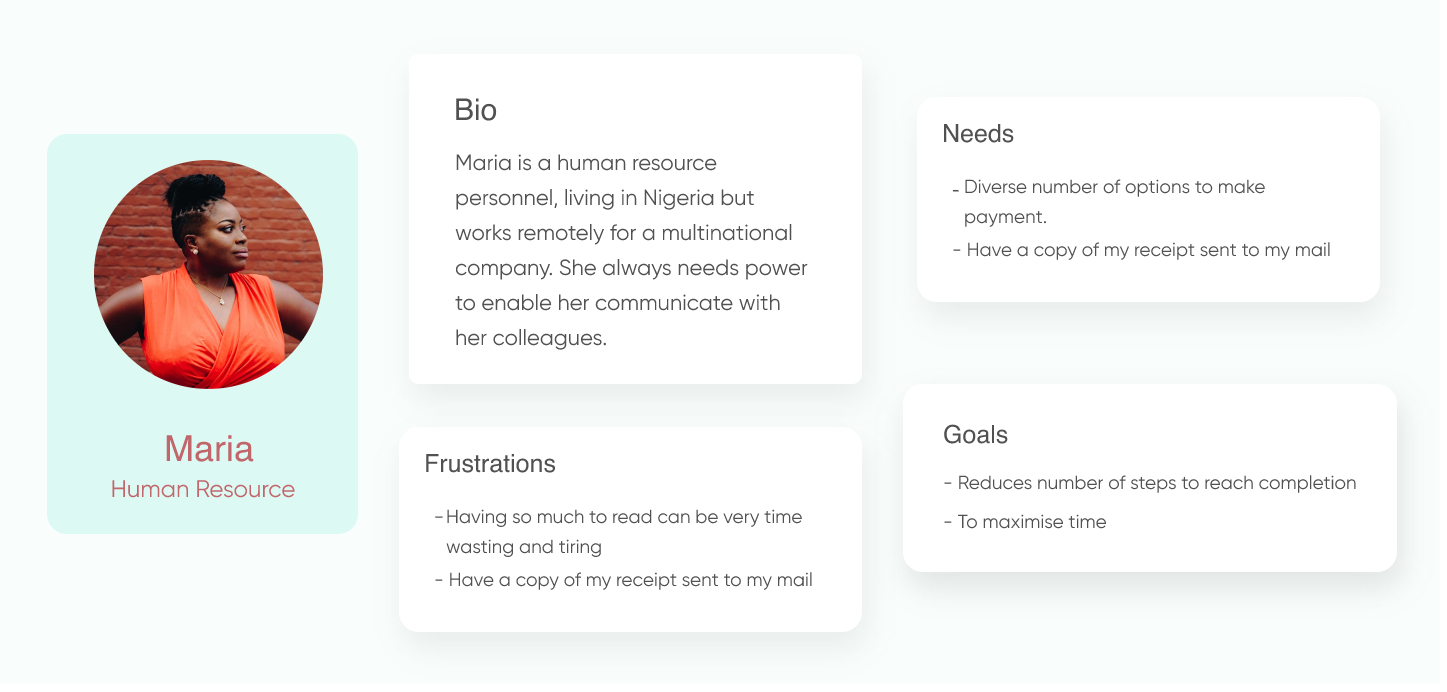 Maria
Human Resource
Bio
Maria is a human resource
personnel, living in Nigeria but
works remotely for a multinational
company. She always needs power
to enable her communicate with
her colleagues.
Frustrations
- Having so much to read can be very time
wasting and tiring
- Have a copy of my receipt sent to my mail
Needs
- Diverse number of options to make
payment.
- Have a copy of my receipt sent to my mail
Goals
- Reduces number of steps to reach completion
- To maximise time